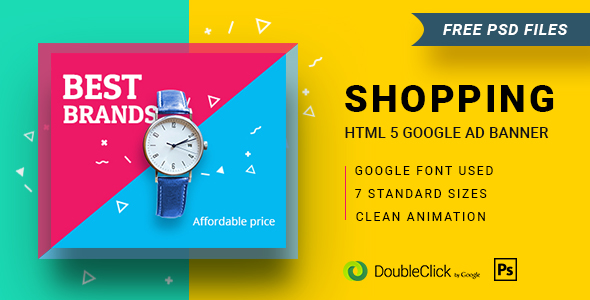 FREE PSD FILES
BEST
BRANDS
Affordable price
SHOPPING
HTML 5 GOOGLE AD BANNER
GOOGLE FONT USED
7 STANDARD SIZES
CLEAN ANIMATION
DoubleClick by Google
Ps